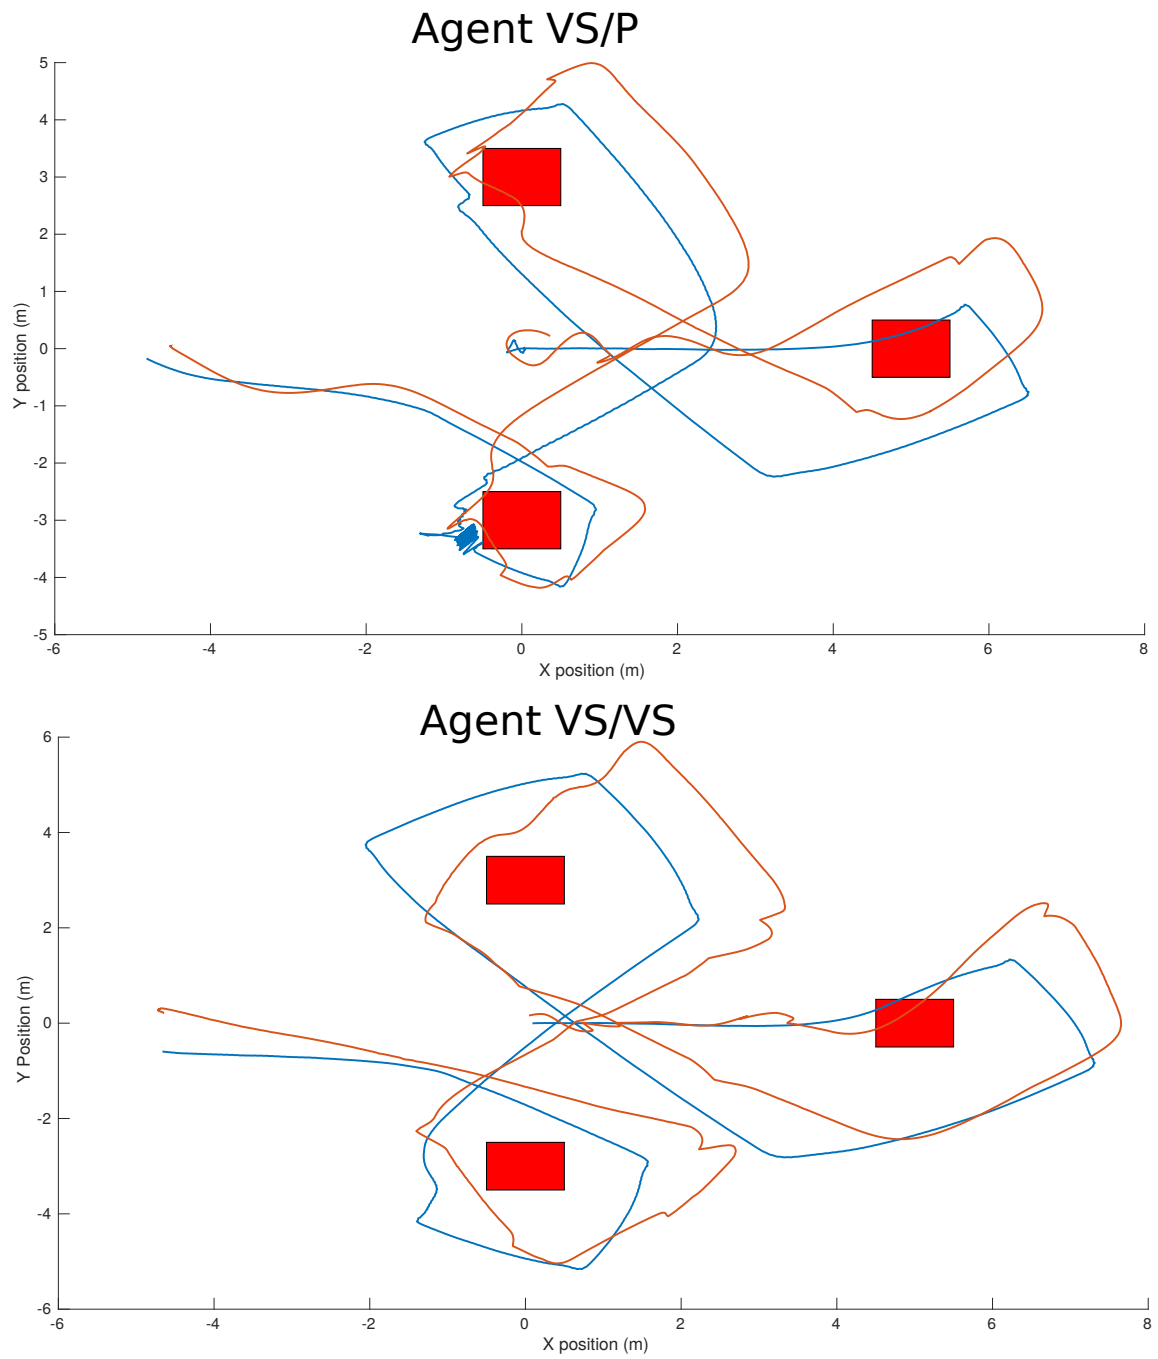 Agent VS/P
5
4
3
2
1
0
-1
-2
-3
-4
-5
Y position (m)
-6 -4 -2 0 2 4 6 8
X position (m)
Agent VS/VS
6
4
2
0
-2
-4
-6
Y Position (m)
-6 -4 -2 0 2 4 6 8
X position (m)